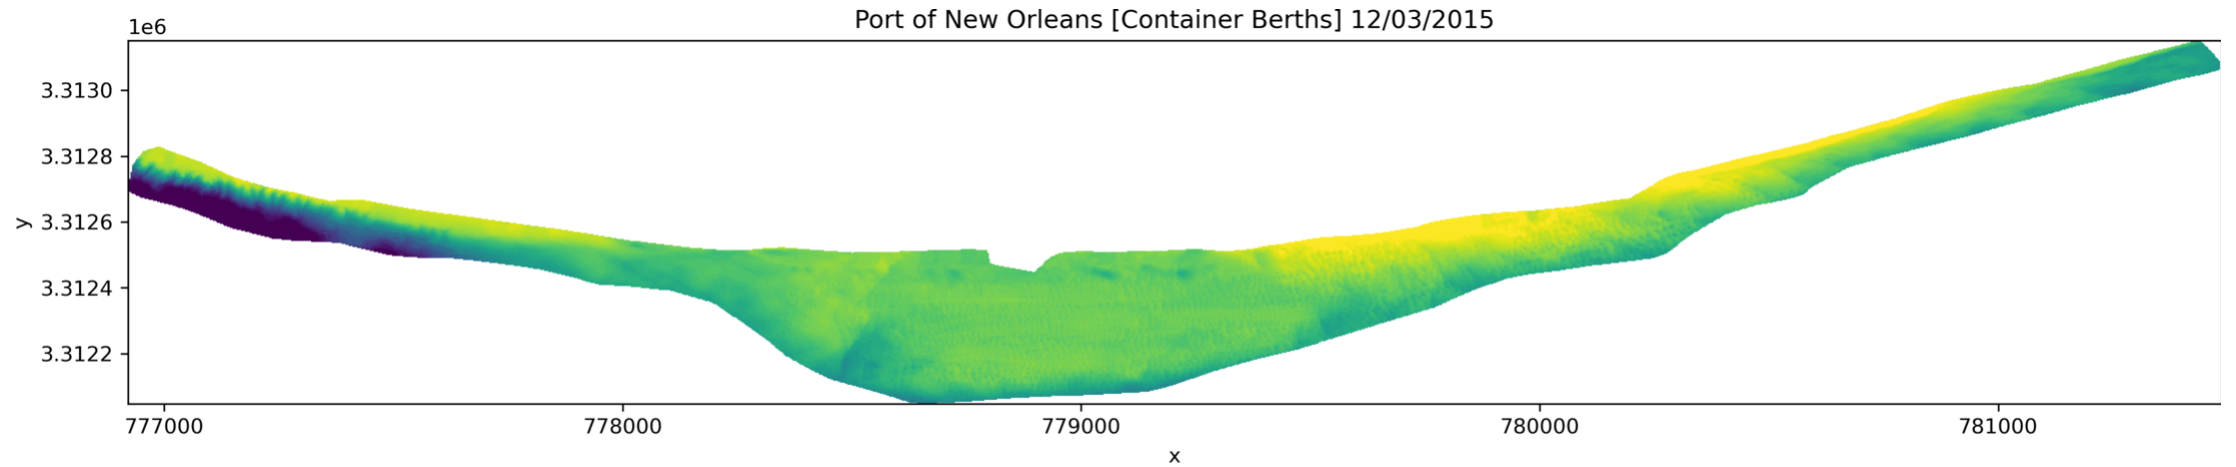 Port of New Orleans [Container Berths] 12/03/2015
1e6
3.3130
3.3128
3.3126
3.3124
3.3122
y
777000 778000 779000 780000 781000
x